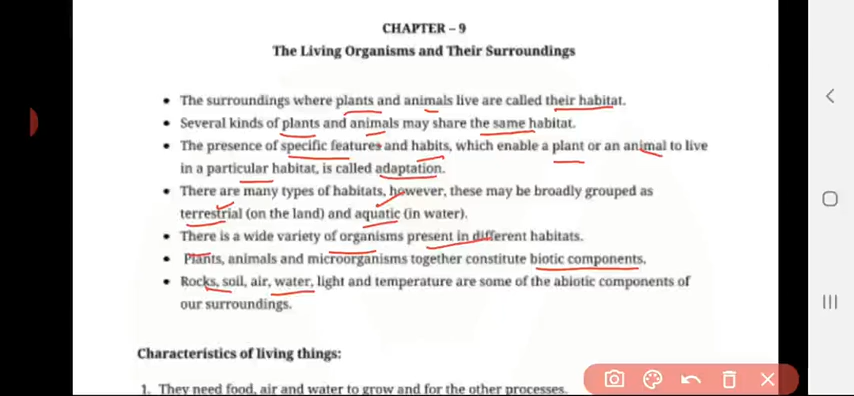 CHAPTER – 9
The Living Organisms and Their Surroundings
• The surroundings where plants and animals live are called their habitat.
• Several kinds of plants and animals may share the same habitat.
• The presence of specific features and habits, which enable a plant or an animal to live
in a particular habitat, is called adaptation.
• There are many types of habitats, however, these may be broadly grouped as
terrestrial (on the land) and aquatic (in water).
• There is a wide variety of organisms present in different habitats.
• Plants, animals and microorganisms together constitute biotic components.
• Rocks, soil, air, water, light and temperature are some of the abiotic components of
our surroundings.
Characteristics of living things:
1. They need food, air and water to grow and for the other processes.